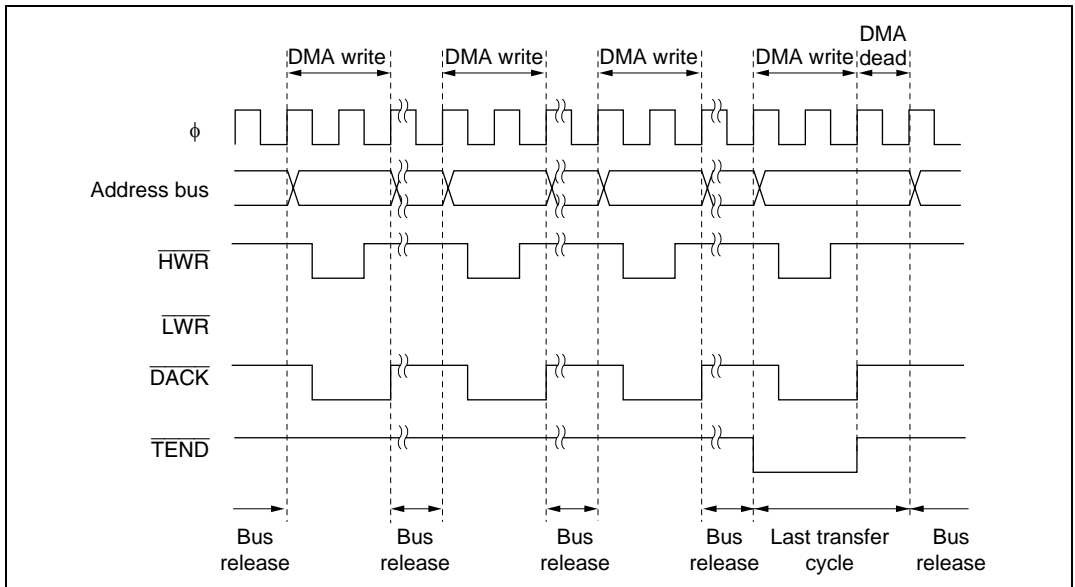 DMA
DMA write DMA write DMA write DMA write dead
ϕ
Address bus
HWR
LWR
DACK
TEND
Bus release
Bus release
Bus release
Bus release
Last transfer cycle
Bus release